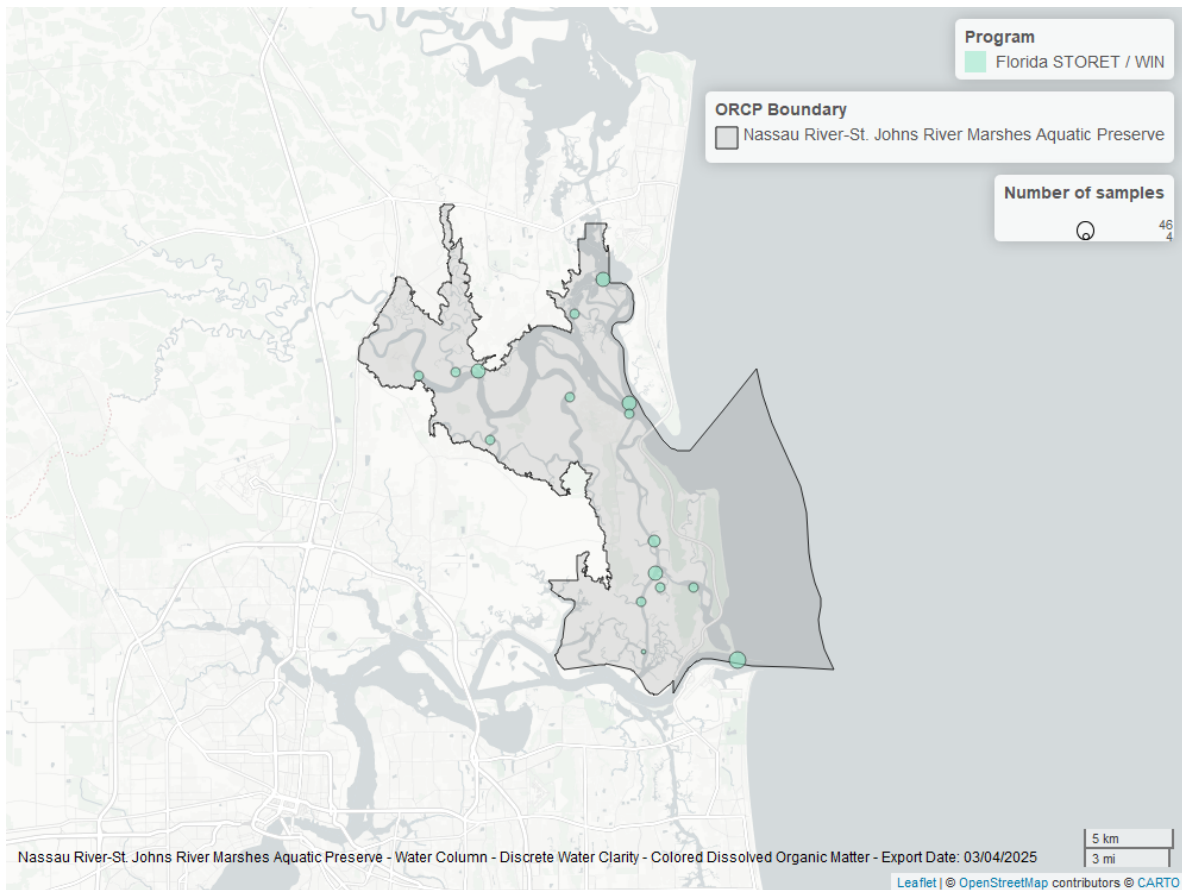 Program
Florida STORET / WIN
ORCP Boundary
Nassau River-St. Johns River Marshes Aquatic Preserve
Number of samples
46
4
5 km
3 mi
Nassau River-St. Johns River Marshes Aquatic Preserve - Water Column - Discrete Water Clarity - Colored Dissolved Organic Matter - Export Date: 03/04/2025
Leaflet | © OpenStreetMap contributors © CARTO